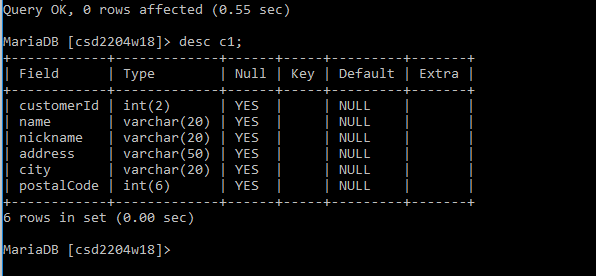 Query OK, 0 rows affected (0.55 sec)
MariaDB [csd2204w18]> desc c1;
+------------+-------------+------+-----+---------+-------+
| Field      | Type        | Null | Key | Default | Extra |
+------------+-------------+------+-----+---------+-------+
| customerId | int(2)      | YES  |     | NULL    |       |
| name       | varchar(20) | YES  |     | NULL    |       |
| nickname   | varchar(20) | YES  |     | NULL    |       |
| address    | varchar(50) | YES  |     | NULL    |       |
| city       | varchar(20) | YES  |     | NULL    |       |
| postalCode | int(6)      | YES  |     | NULL    |       |
+------------+-------------+------+-----+---------+-------+
6 rows in set (0.00 sec)
MariaDB [csd2204w18]>